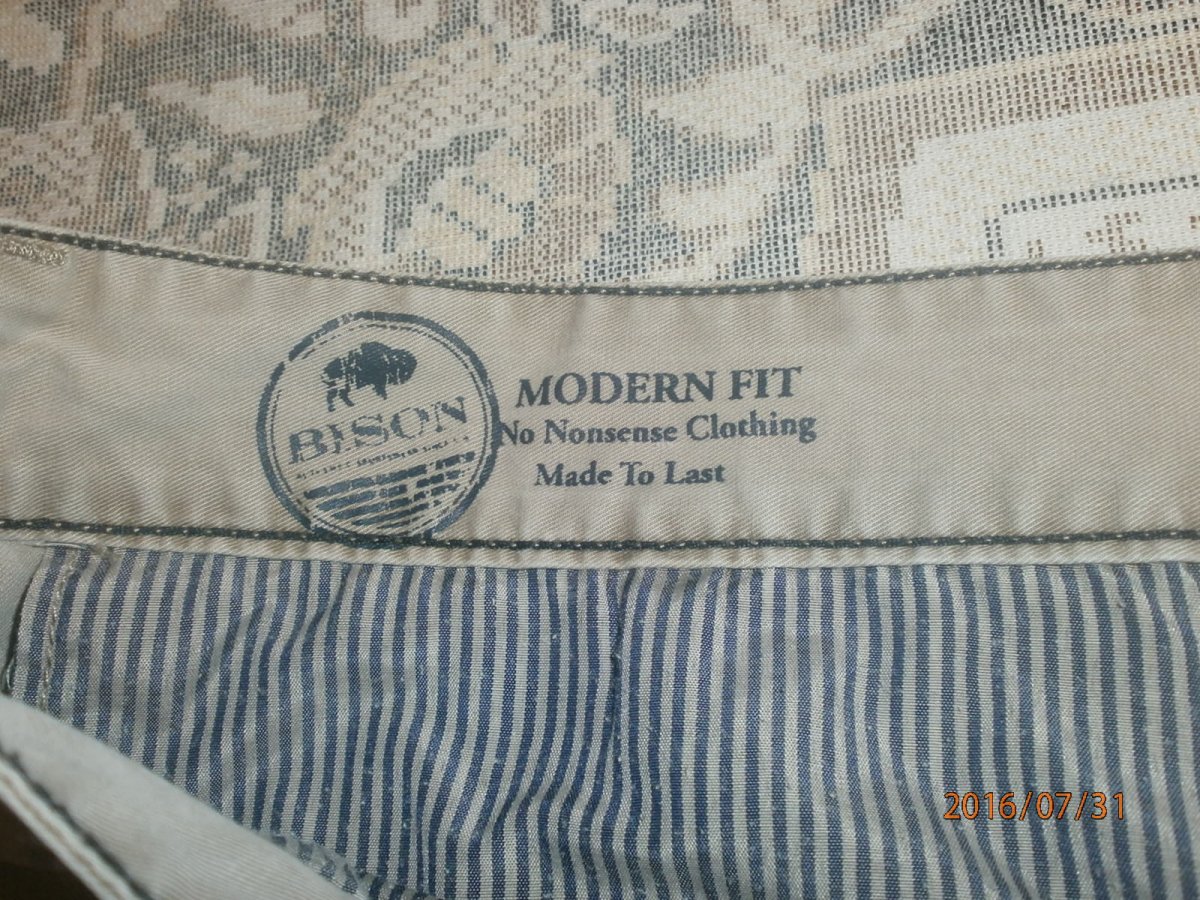 BISON
MODERN FIT
No Nonsense Clothing
Made To Last
2016/07/31